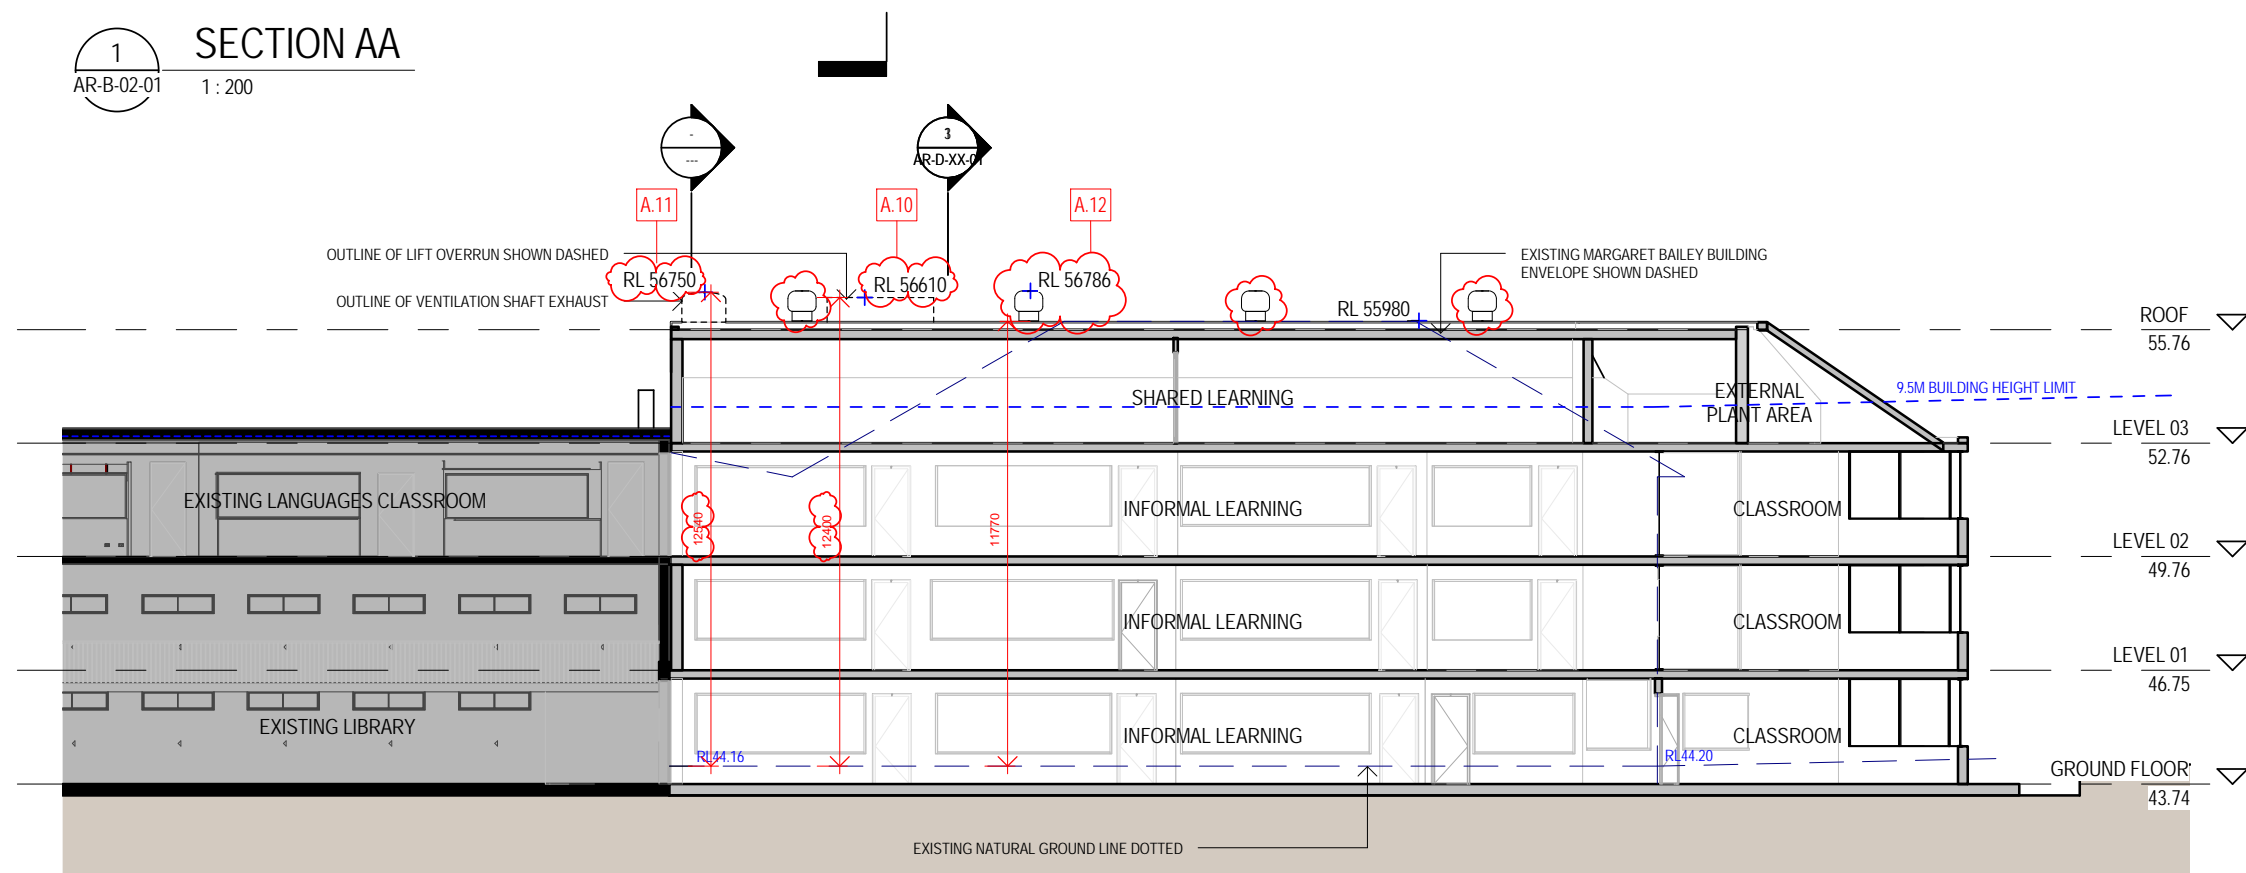 1
AR-B-02-01
SECTION AA
1 : 200
-
---
3
AR-D-XX-01
A.11
A.10
A.12
OUTLINE OF LIFT OVERRUN SHOWN DASHED
OUTLINE OF VENTILATION SHAFT EXHAUST
RL 56750
RL 56610
RL 56786
RL 55980
EXISTING MARGARET BAILEY BUILDING
ENVELOPE SHOWN DASHED
ROOF
55.76
SHARED LEARNING
EXTERNAL
PLANT AREA
9.5M BUILDING HEIGHT LIMIT
LEVEL 03
52.76
EXISTING LANGUAGES CLASSROOM
12540
12400
11770
INFORMAL LEARNING
CLASSROOM
LEVEL 02
49.76
INFORMAL LEARNING
CLASSROOM
LEVEL 01
46.75
EXISTING LIBRARY
INFORMAL LEARNING
CLASSROOM
RL44.16
RL44.20
GROUND FLOOR
43.74
EXISTING NATURAL GROUND LINE DOTTED